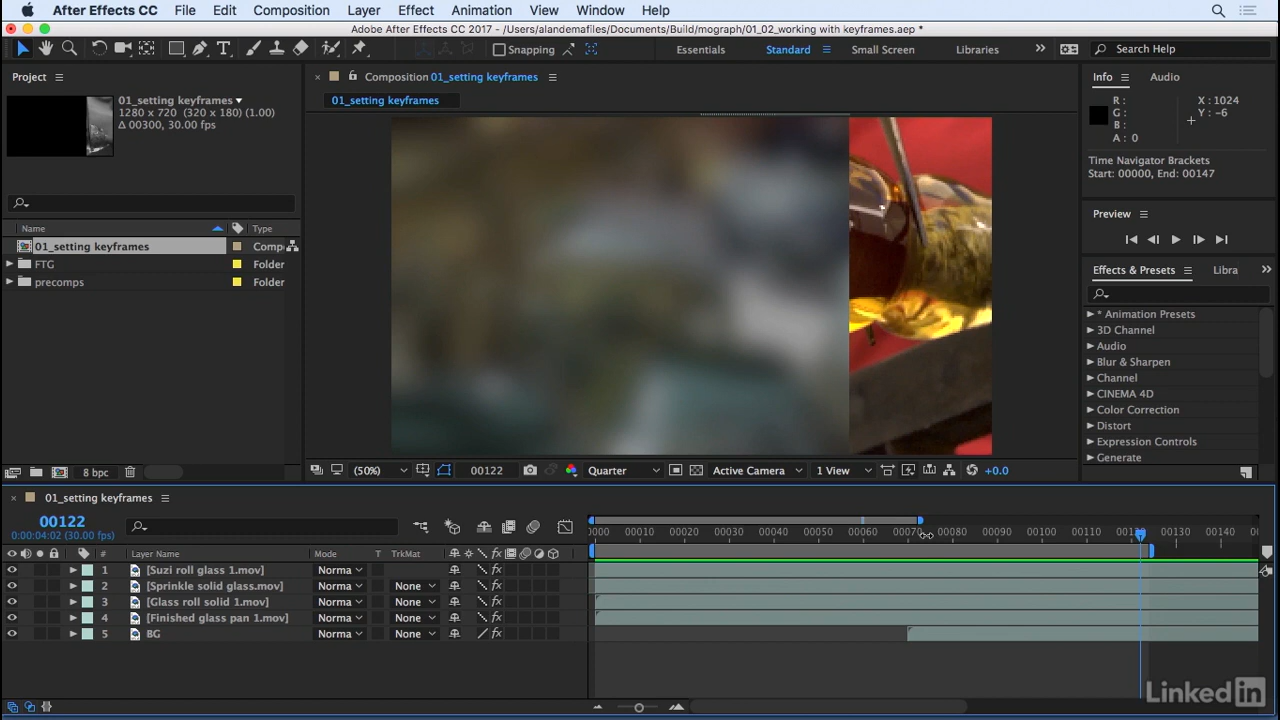 After Effects CC File Edit Composition Layer Effect Animation View Window Help
Adobe After Effects CC 2017 - /Users/alandemafiles/Documents/Build/mograph/01_02_working with keyframes.aep *
Snapping Essentials Standard Small Screen Libraries Search Help
Project
01_setting keyframes
1280 x 720 (320 x 180) (1.00)
Δ 00300, 30.00 fps
Name
01_setting keyframes Comp
FTG Folder
precomps Folder
8 bpc
Composition 01_setting keyframes
01_setting keyframes
(50%) 00122 Quarter Active Camera 1 View +0.0
Info Audio
R : X : 1024
G : Y : -6
B :
A : 0
Time Navigator Brackets
Start: 00000, End: 00147
Preview
Effects & Presets Libra
* Animation Presets
3D Channel
Audio
Blur & Sharpen
Channel
CINEMA 4D
Color Correction
Distort
Expression Controls
Generate
01_setting keyframes
00122
0:00:04:02 (30.00 fps)
0000 00010 00020 00030 00040 00050 00060 00070 00080 00090 00100 00110 00130 00140
# Layer Name Mode T TrkMat
1 [Suzi roll glass 1.mov] Norma
2 [Sprinkle solid glass.mov] Norma None
3 [Glass roll solid 1.mov] Norma None
4 [Finished glass pan 1.mov] Norma None
5 BG Norma None
Linked in